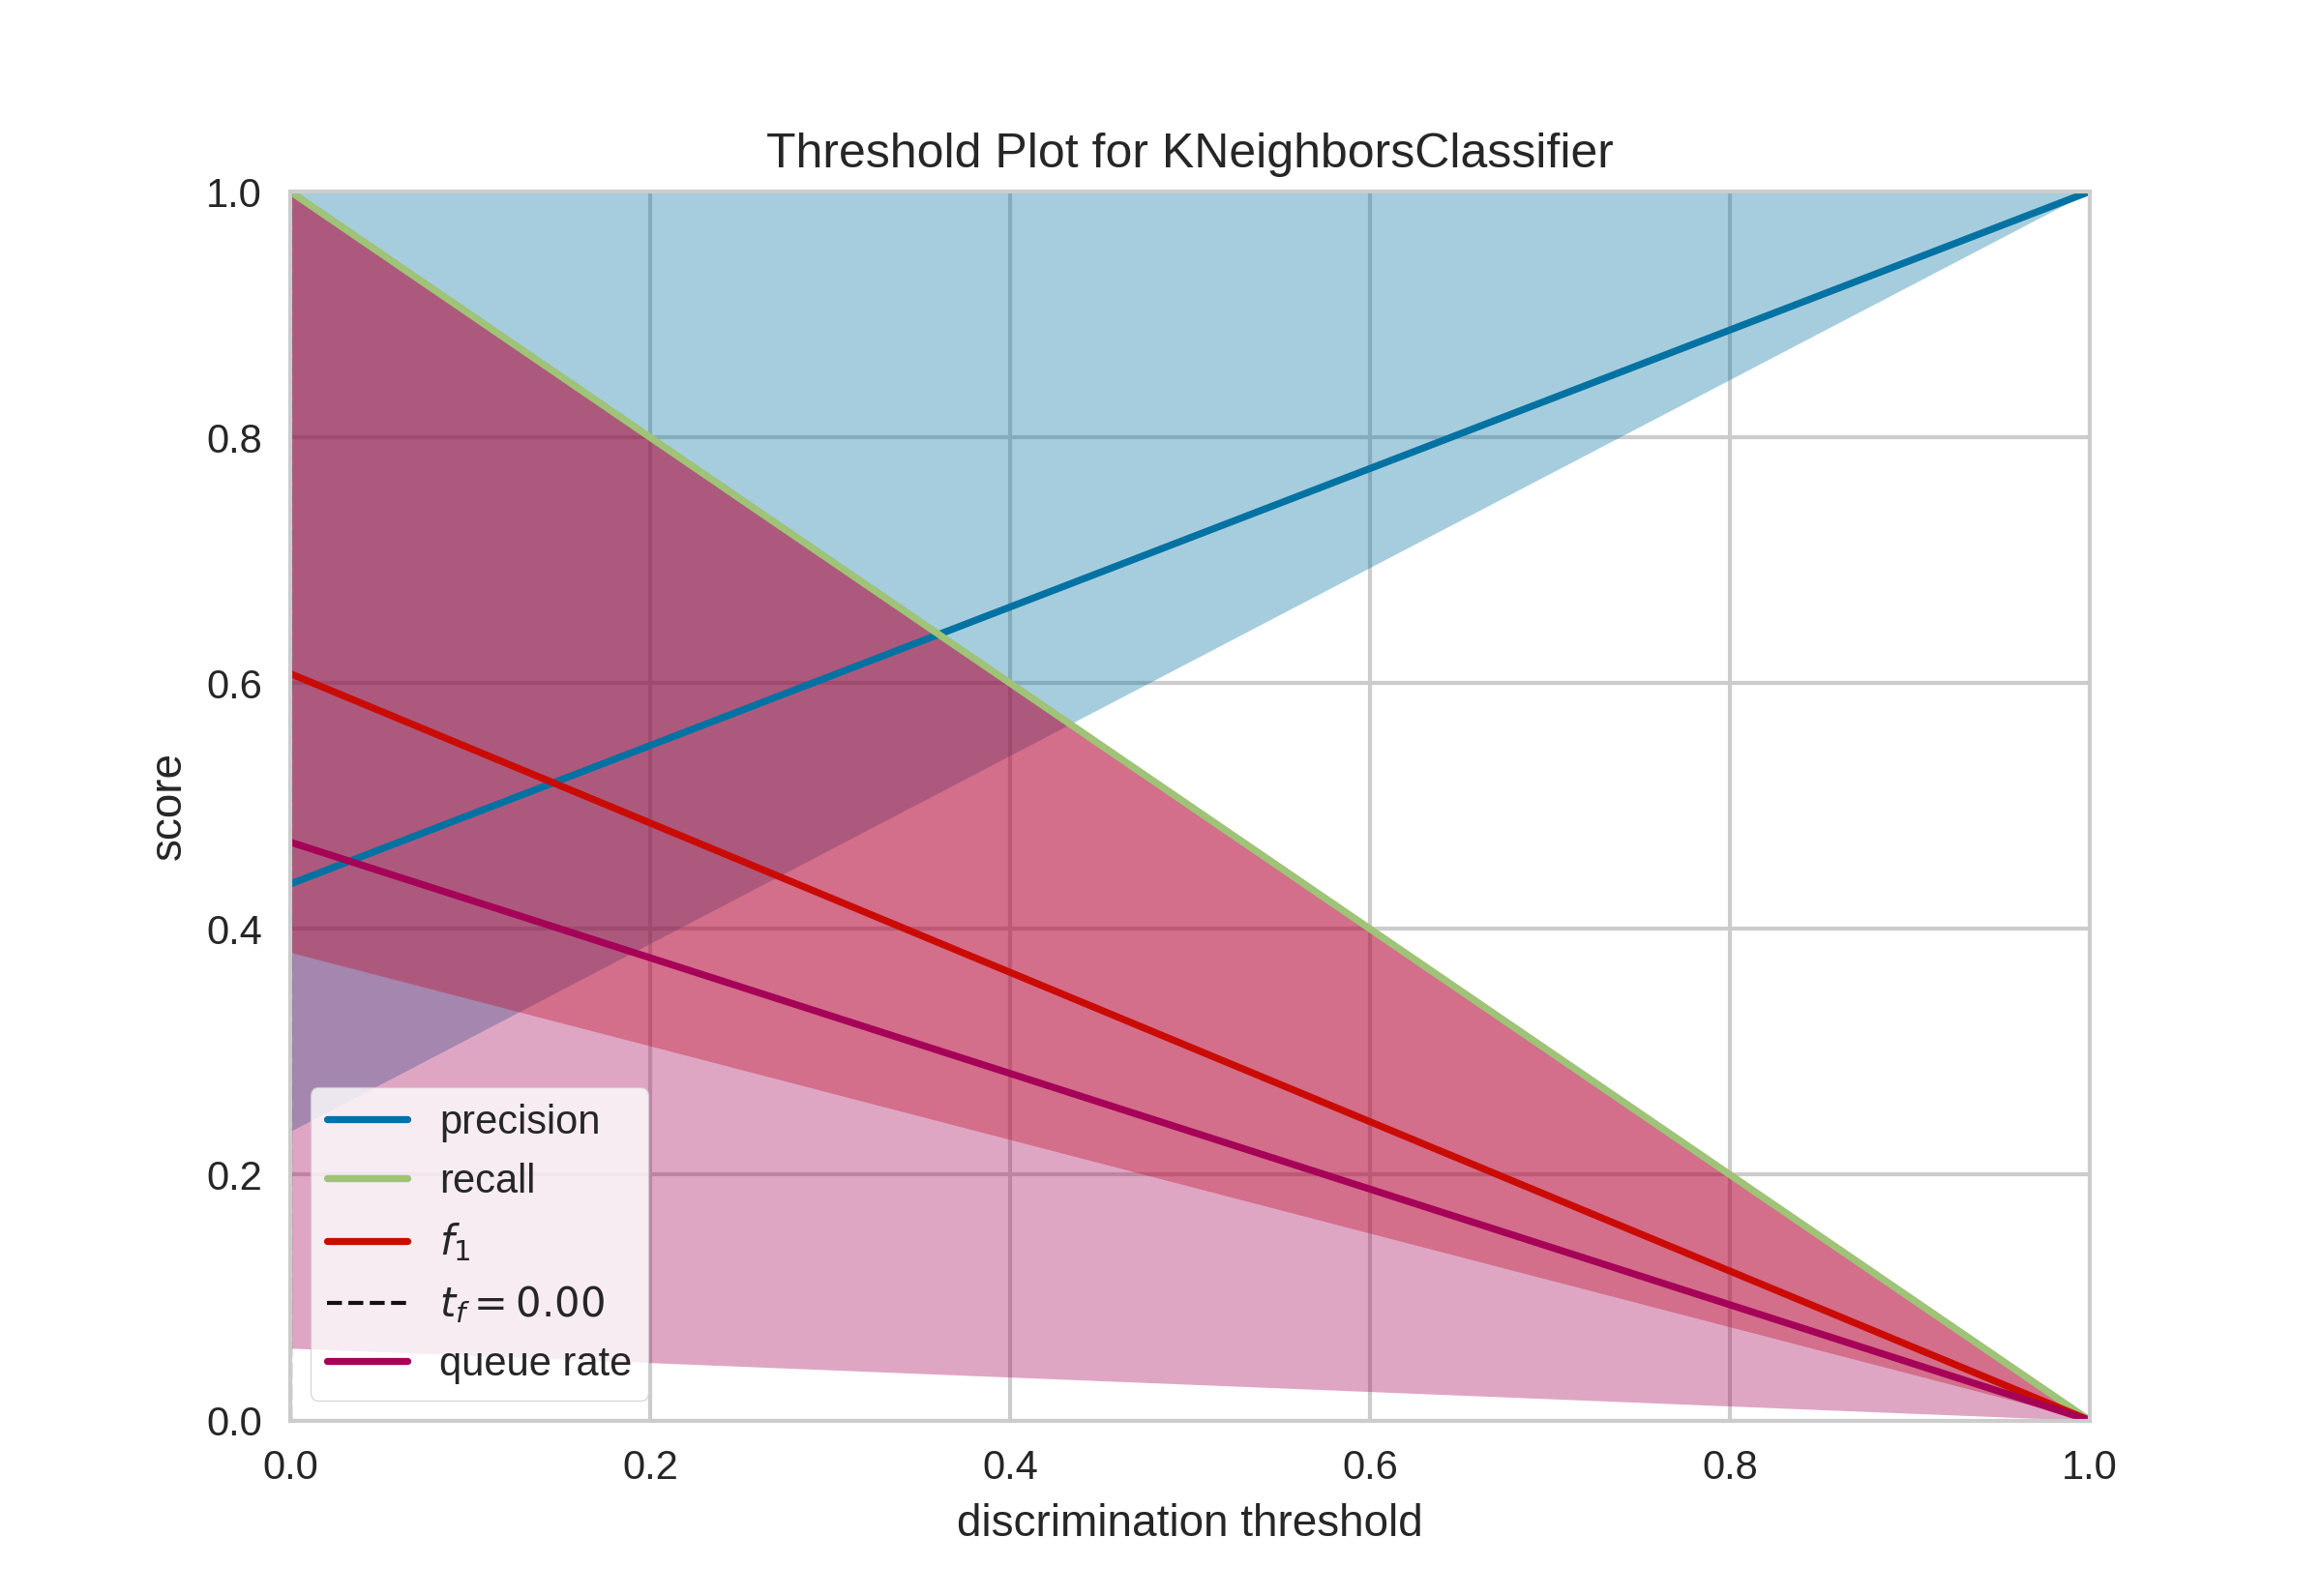 Threshold Plot for KNeighborsClassifier
1.0
0.8
0.6
0.4
0.2
0.0
score
precision
recall
f₁
t_f = 0.00
queue rate
0.0 0.2 0.4 0.6 0.8 1.0
discrimination threshold